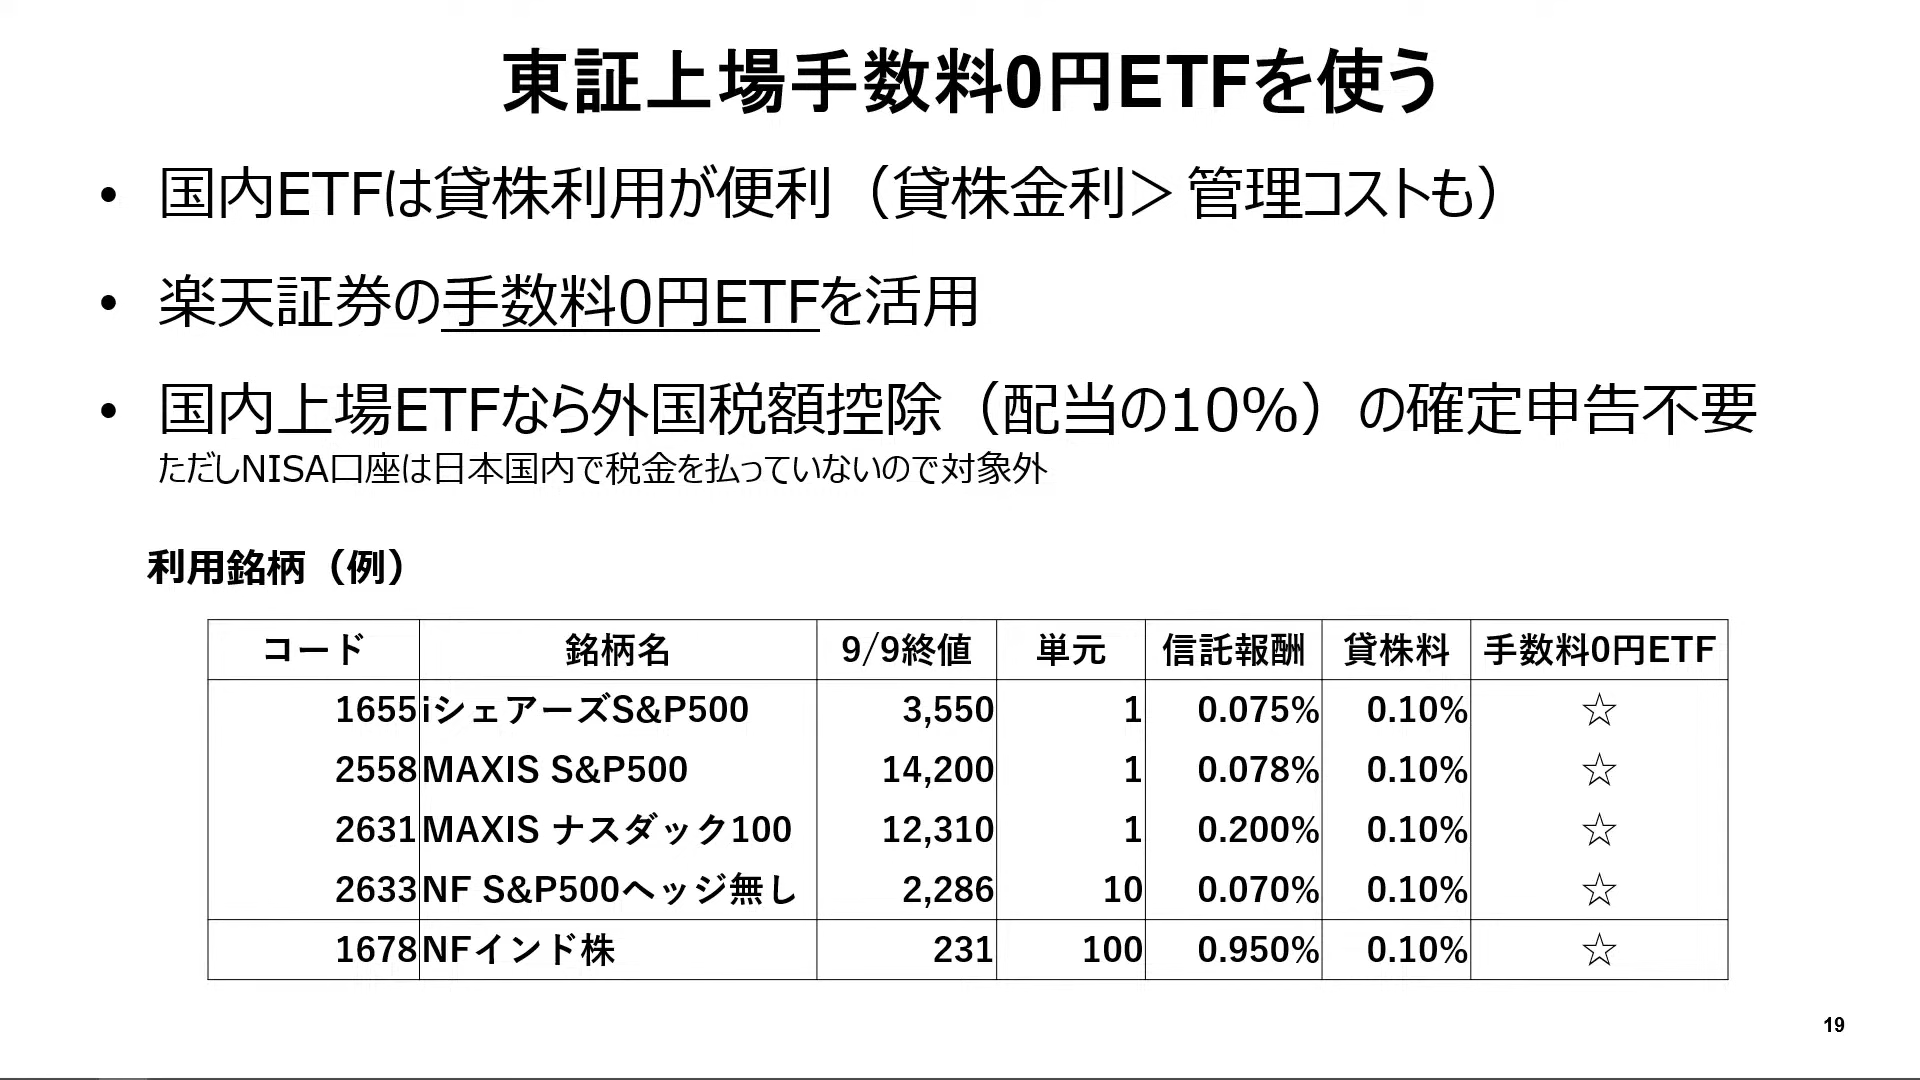 東証上場手数料0円ETFを使う
• 国内ETFは貸株利用が便利（貸株金利＞管理コストも）
• 楽天証券の手数料0円ETFを活用
• 国内上場ETFなら外国税額控除（配当の10％）の確定申告不要
ただしNISA口座は日本国内で税金を払っていないので対象外
利用銘柄（例）
コード 銘柄名 9/9終値 単元 信託報酬 貸株料 手数料0円ETF
1655 iシェアーズS&P500 3,550 1 0.075% 0.10% ☆
2558 MAXIS S&P500 14,200 1 0.078% 0.10% ☆
2631 MAXIS ナスダック100 12,310 1 0.200% 0.10% ☆
2633 NF S&P500ヘッジ無し 2,286 10 0.070% 0.10% ☆
1678 NFインド株 231 100 0.950% 0.10% ☆
19